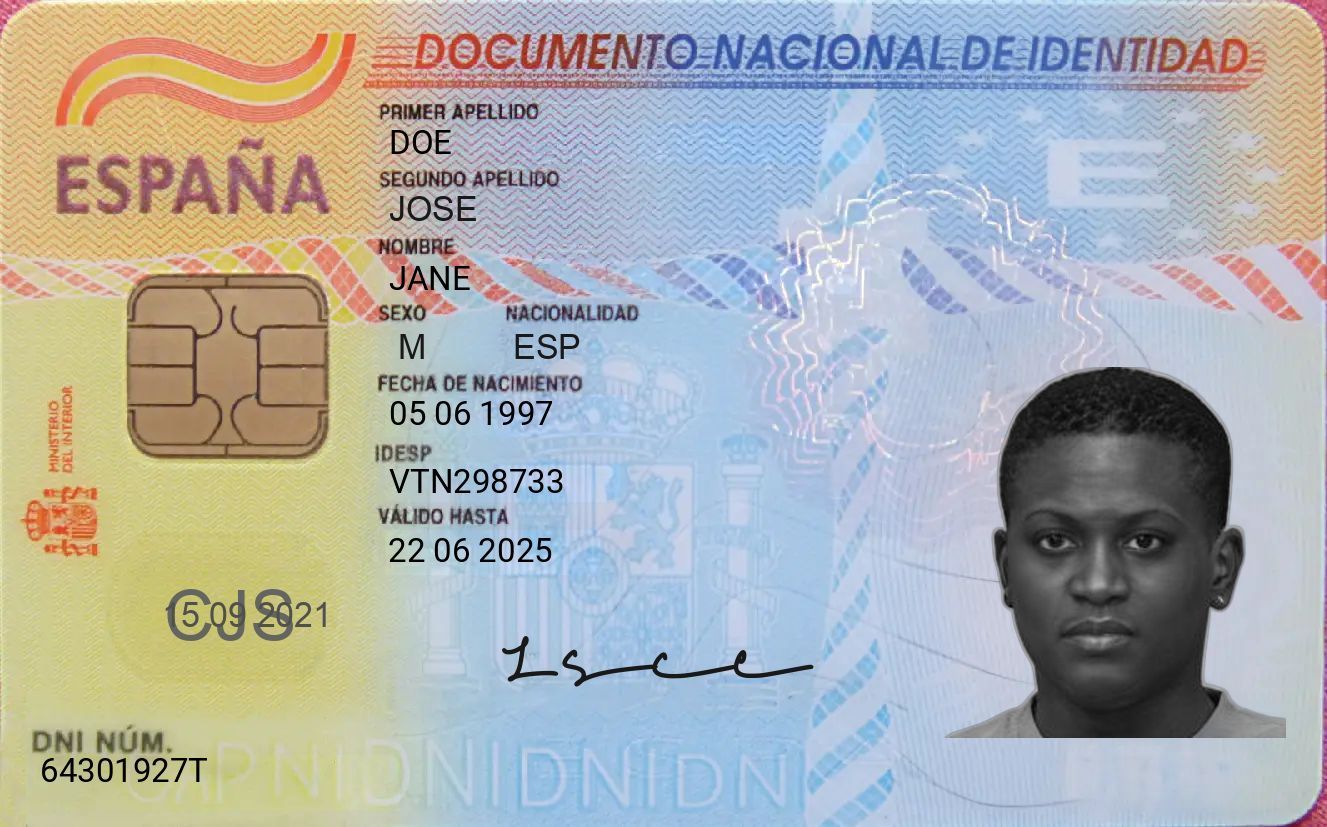 DOCUMENTO NACIONAL DE IDENTIDAD
ESPAÑA
PRIMER APELLIDO
DOE
SEGUNDO APELLIDO
JOSE
NOMBRE
JANE
SEXO NACIONALIDAD
M ESP
FECHA DE NACIMIENTO
05 06 1997
IDESP
VTN298733
VÁLIDO HASTA
22 06 2025
MINISTERIO
DEL INTERIOR
E
CJS
15 09 2021
DNI NÚM.
64301927T